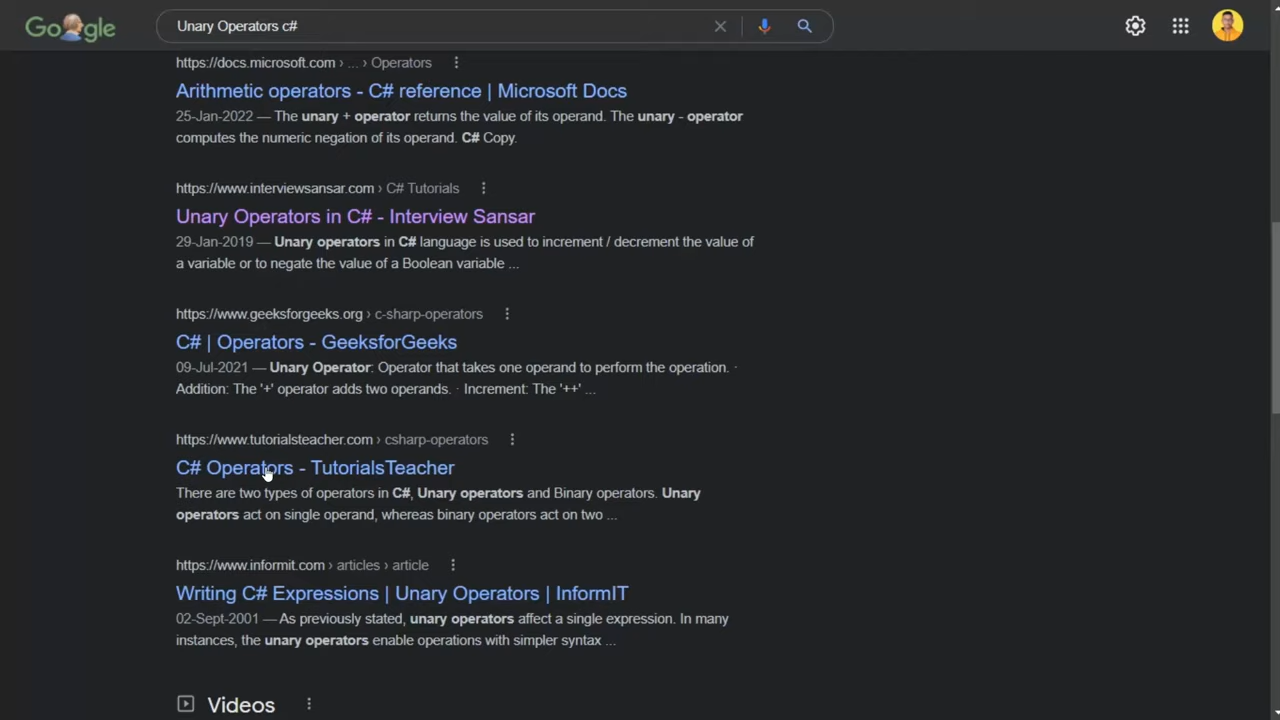 Google
Unary Operators c#
https://docs.microsoft.com › ... › Operators
Arithmetic operators - C# reference | Microsoft Docs
25-Jan-2022 — The unary + operator returns the value of its operand. The unary - operator
computes the numeric negation of its operand. C# Copy.
https://www.interviewsansar.com › C# Tutorials
Unary Operators in C# - Interview Sansar
29-Jan-2019 — Unary operators in C# language is used to increment / decrement the value of
a variable or to negate the value of a Boolean variable ...
https://www.geeksforgeeks.org › c-sharp-operators
C# | Operators - GeeksforGeeks
09-Jul-2021 — Unary Operator: Operator that takes one operand to perform the operation. ·
Addition: The '+' operator adds two operands. · Increment: The '++' ...
https://www.tutorialsteacher.com › csharp-operators
C# Operators - TutorialsTeacher
There are two types of operators in C#, Unary operators and Binary operators. Unary
operators act on single operand, whereas binary operators act on two ...
https://www.informit.com › articles › article
Writing C# Expressions | Unary Operators | InformIT
02-Sept-2001 — As previously stated, unary operators affect a single expression. In many
instances, the unary operators enable operations with simpler syntax ...
Videos